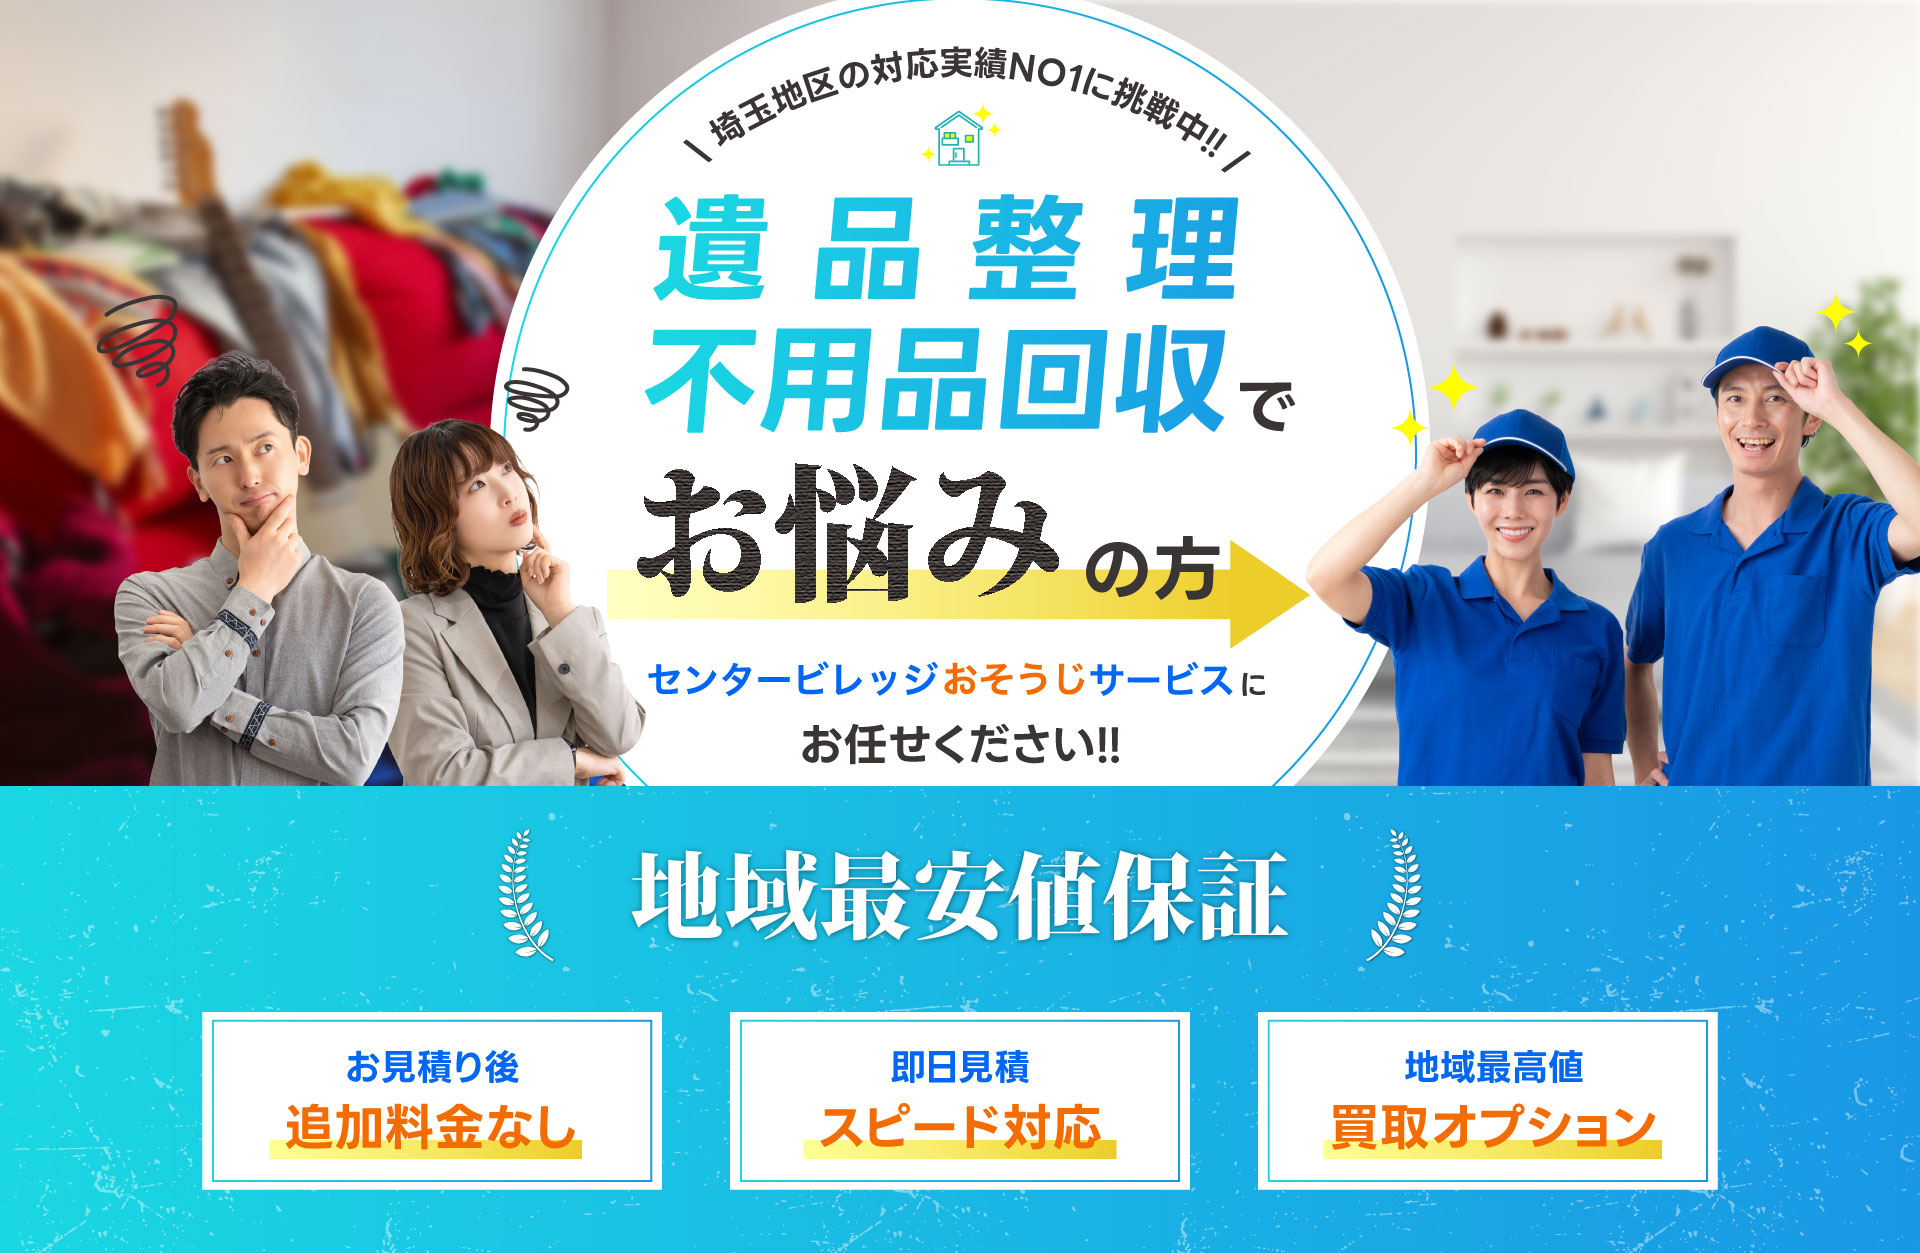 \ 埼玉地区の対応実績NO1に挑戦中!! /
遺品整理
不用品回収で
お悩みの方
センタービレッジおそうじサービスに
お任せください!!
地域最安値保証
お見積り後
追加料金なし
即日見積
スピード対応
地域最高値
買取オプション